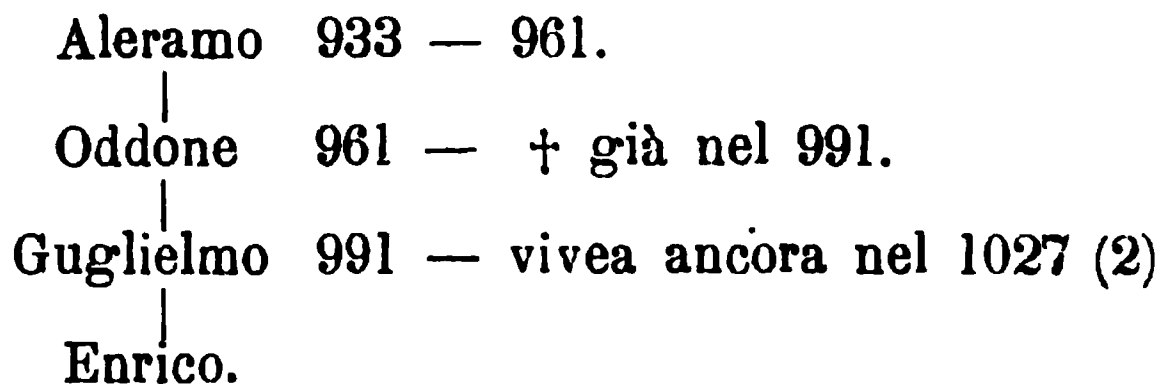 Aleramo 933 — 961.
Oddone 961 — † già nel 991.
Guglielmo 991 — vivea ancora nel 1027 (2)
Enrico.